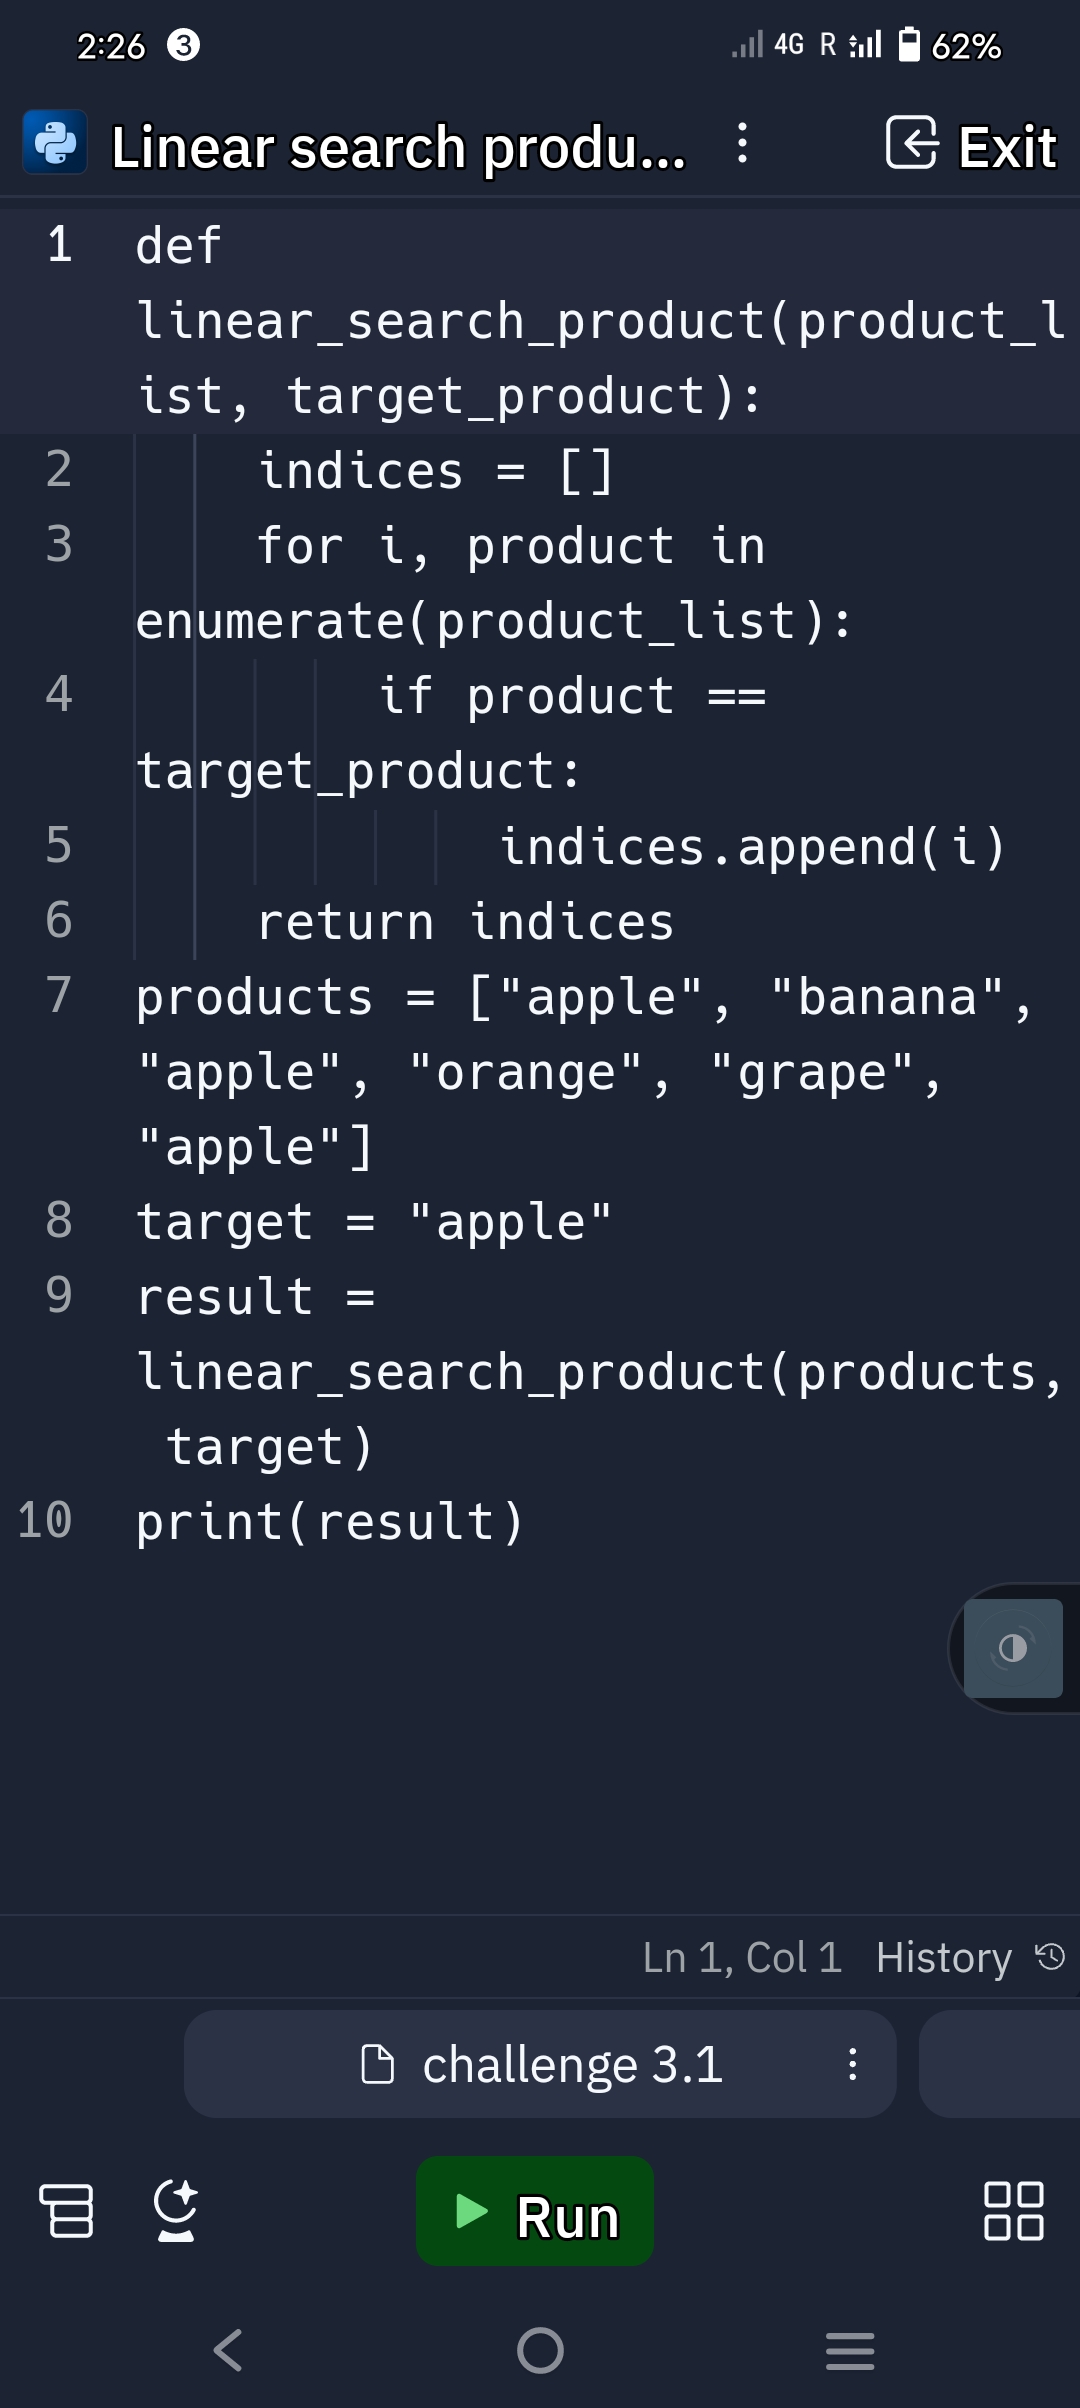 2:26 3 4G R 62%
Linear search produ... Exit
1 def
linear_search_product(product_l
ist, target_product):
2 indices = []
3 for i, product in
enumerate(product_list):
4 if product ==
target_product:
5 indices.append(i)
6 return indices
7 products = ["apple", "banana",
"apple", "orange", "grape",
"apple"]
8 target = "apple"
9 result =
linear_search_product(products,
target)
10 print(result)
Ln 1, Col 1 History
challenge 3.1
Run